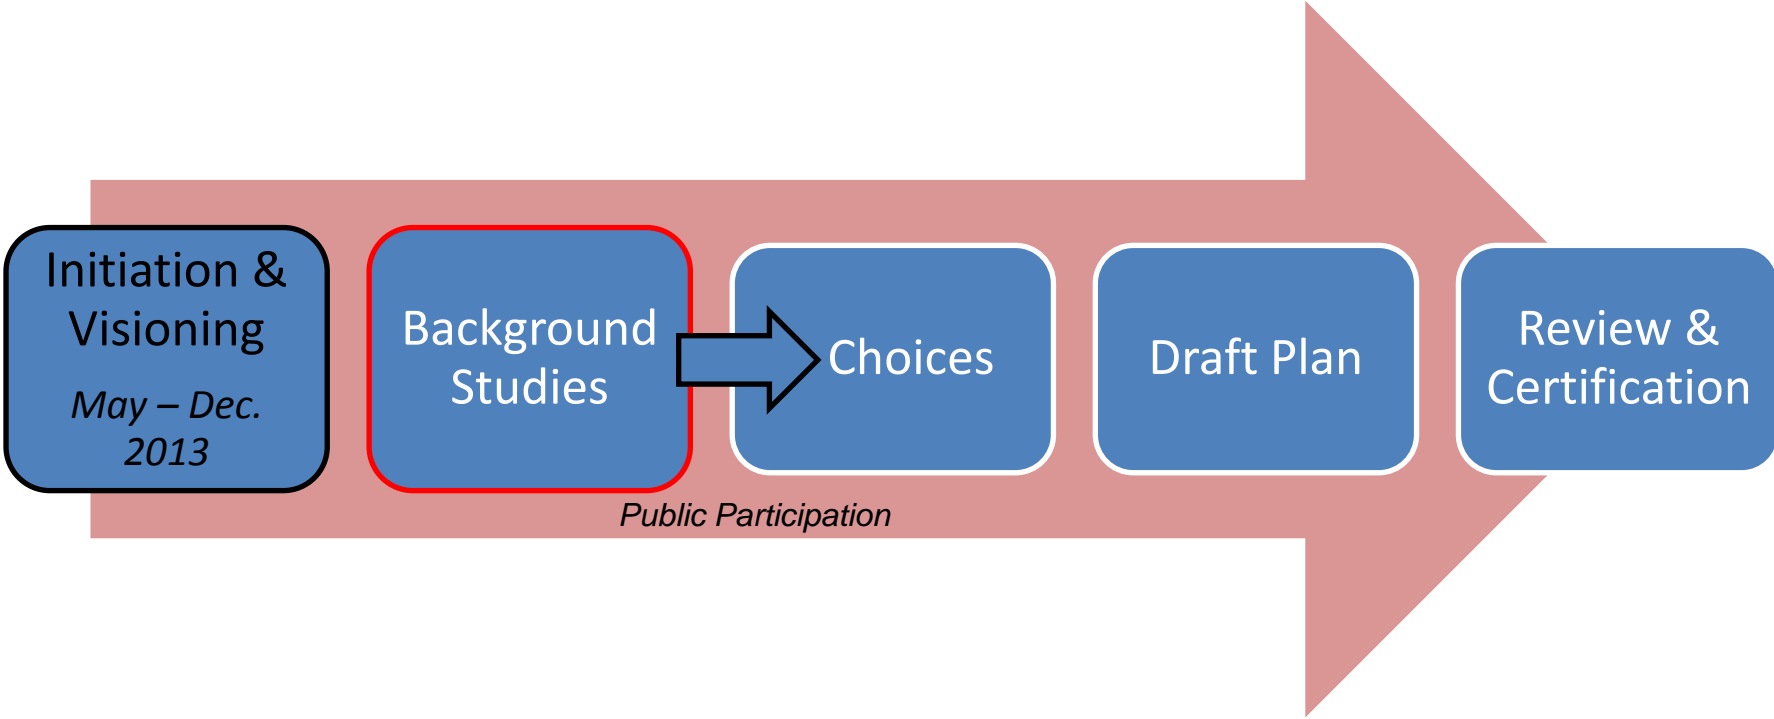 Initiation &
Visioning
May – Dec.
2013
Background
Studies
Choices
Draft Plan
Review &
Certification
Public Participation